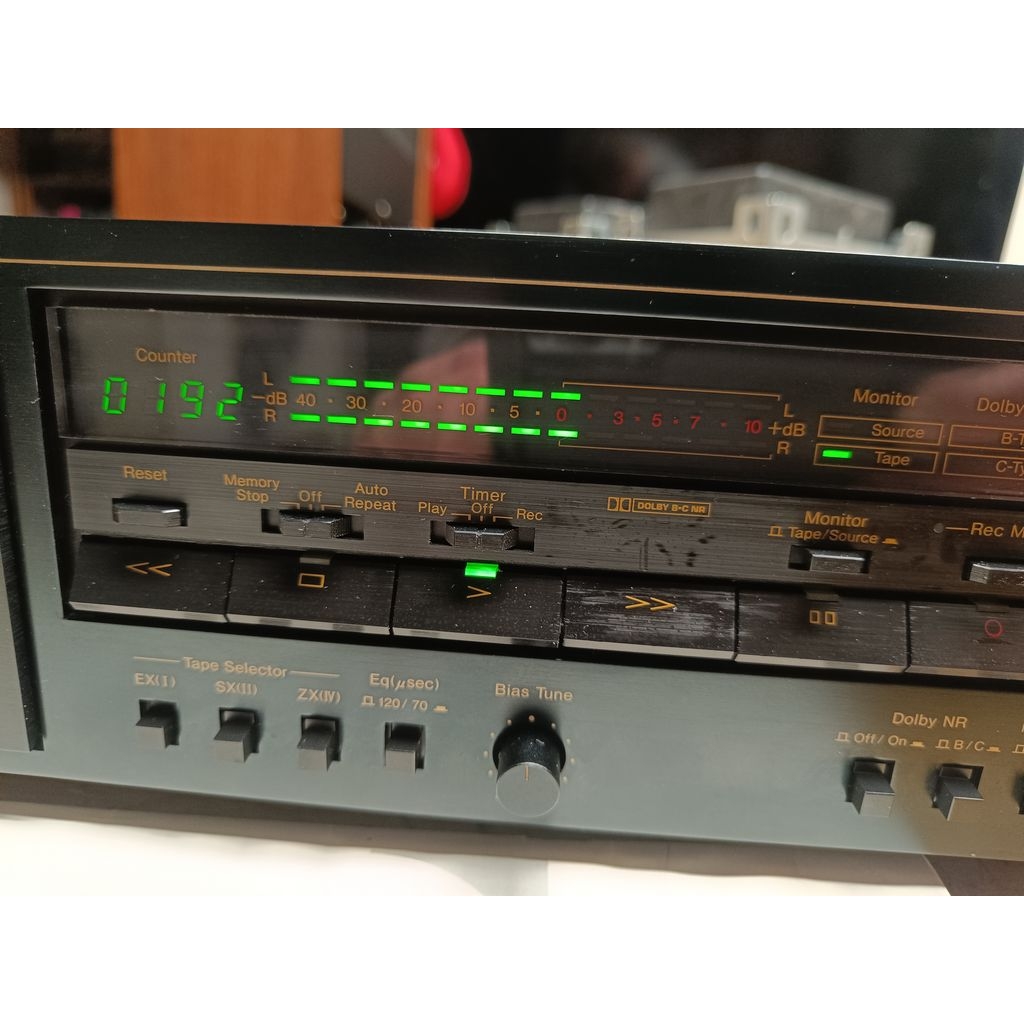 Counter
0192
L
-dB 40 · 30 · 20 · 10 · 5 · 0 · 3 · 5 · 7 · 10 +dB
R
L
R
Monitor
Source
Tape
Dolby
Reset
Memory
Stop
Off
Auto
Repeat
Timer
Play
Off
Rec
DOLBY B-C NR
Monitor
Tape/Source
Rec
<<
>
>>
Tape Selector
EX(I)
SX(II)
ZX(IV)
Eq(μsec)
120/70
Bias Tune
Dolby NR
Off/On
B/C